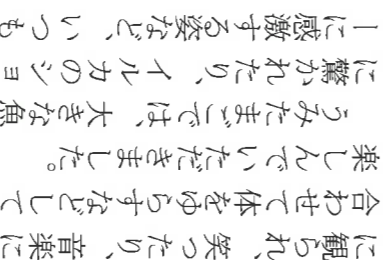 に観られ、笑ったり、音楽に
合わせて体をゆらすなどして
楽しんでいただきました。
うみたまごでは、大きな魚
に驚かれたり、イルカのショ
ーに感激する姿など、いつも